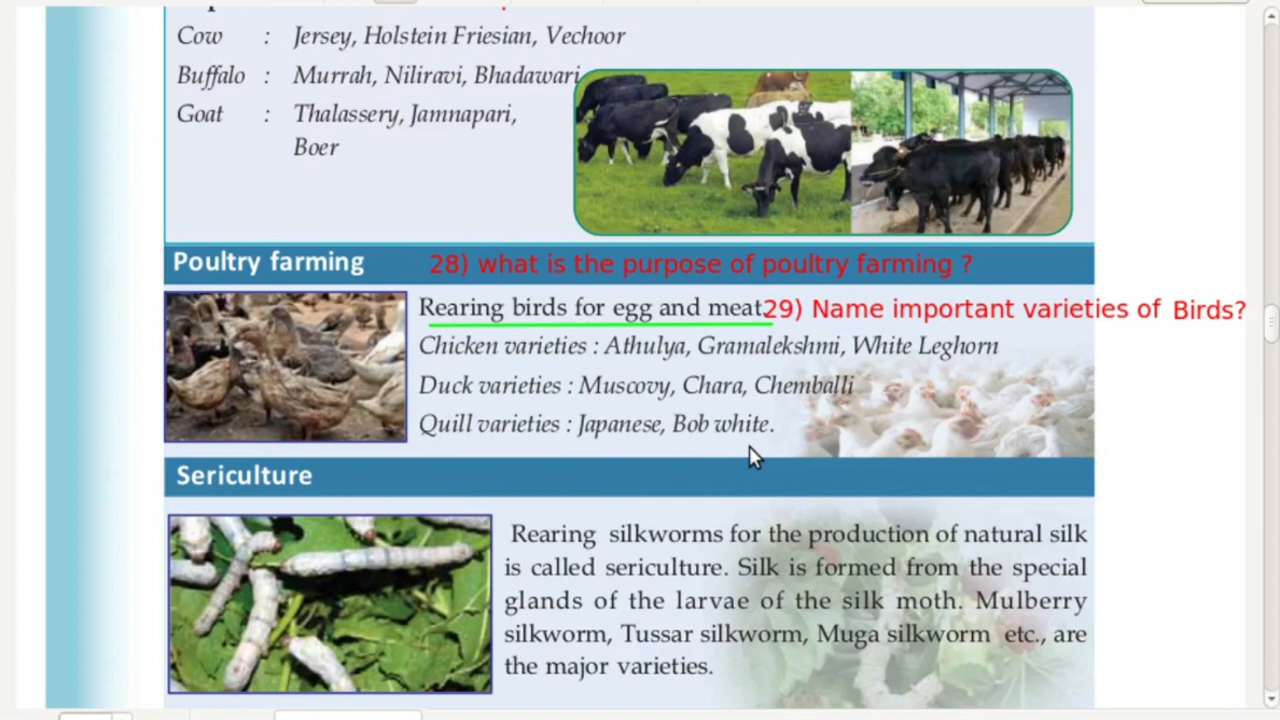 Cow : Jersey, Holstein Friesian, Vechoor
Buffalo : Murrah, Niliravi, Bhadawari
Goat : Thalassery, Jamnapari,
Boer
Poultry farming 28) what is the purpose of poultry farming ?
Rearing birds for egg and meat. 29) Name important varieties of Birds?
Chicken varieties : Athulya, Gramalekshmi, White Leghorn
Duck varieties : Muscovy, Chara, Chemballi
Quill varieties : Japanese, Bob white.
Sericulture
Rearing silkworms for the production of natural silk
is called sericulture. Silk is formed from the special
glands of the larvae of the silk moth. Mulberry
silkworm, Tussar silkworm, Muga silkworm etc., are
the major varieties.